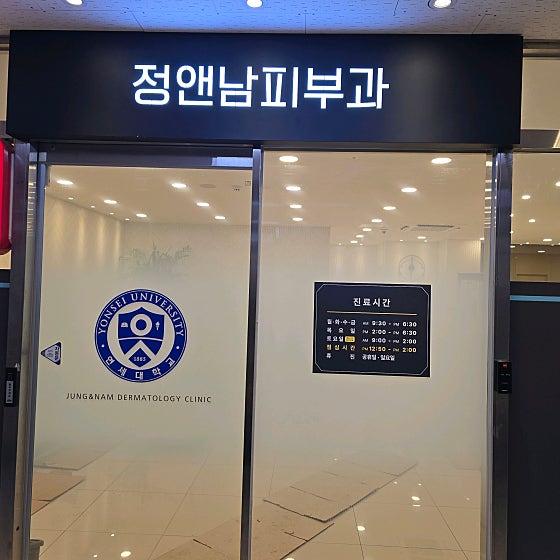 정앤남피부과
YONSEI UNIVERSITY
1885
연세대학교
JUNG&NAM DERMATOLOGY CLINIC
진료시간
월·화·수·금 AM 9:30 ~ PM 6:30
목요일 PM 2:00 ~ PM 6:30
토요일 AM 9:00 ~ PM 2:00
점심시간 PM 12:50 ~ PM 2:00
휴진 공휴일·일요일